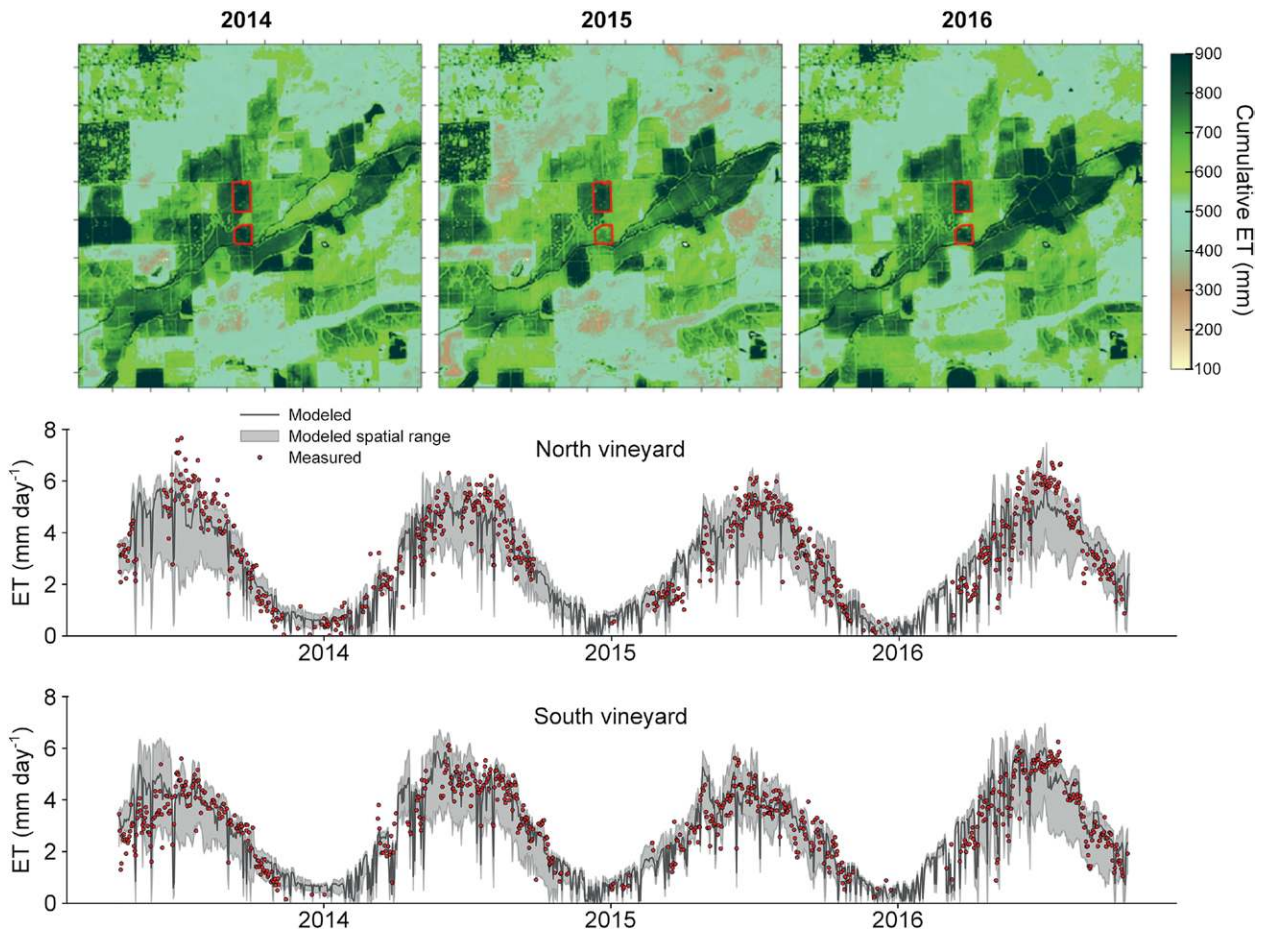 2014 2015 2016
900
800
700
600
500
400
300
200
100
Cumulative ET (mm)
Modeled
Modeled spatial range
Measured
North vineyard
8
6
4
2
0
ET (mm day-1)
2014 2015 2016
South vineyard
8
6
4
2
0
ET (mm day-1)
2014 2015 2016